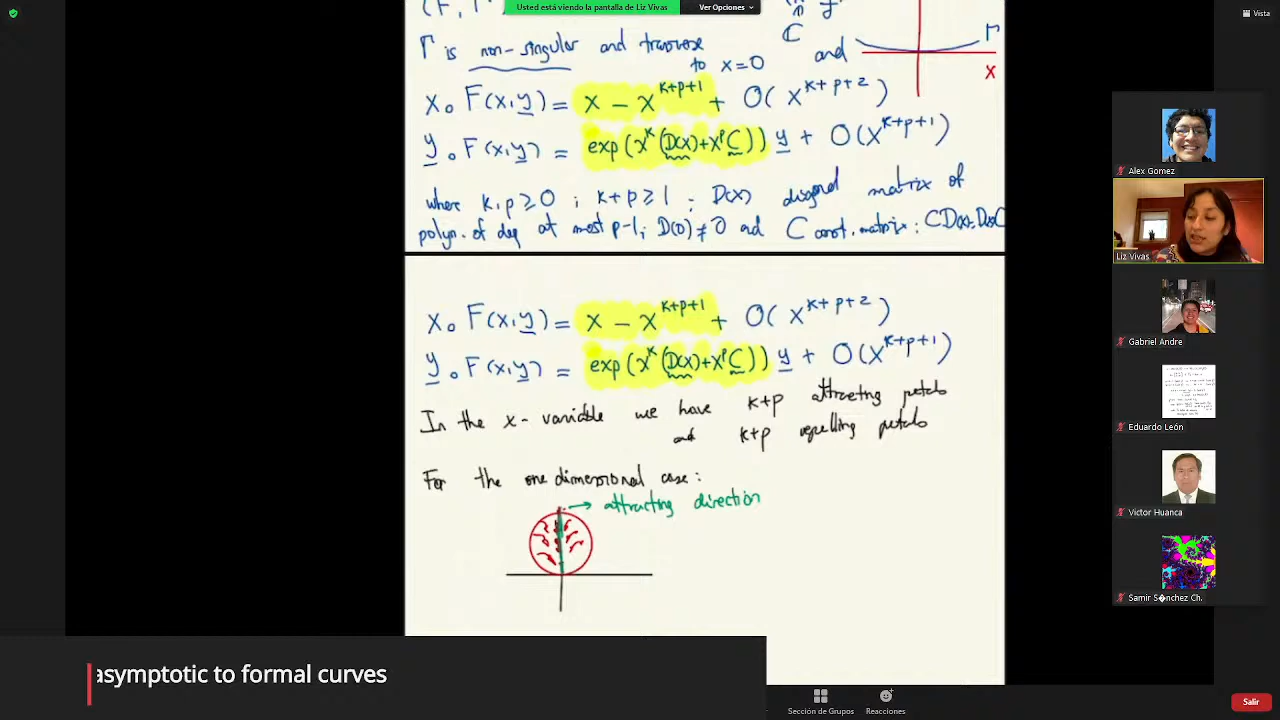 Usted está viendo la pantalla de Liz Vivas
Ver Opciones
Vista
(F, Γ)
Γ is non-singular and transverse
to x=0
ℂ
and
Γ
x
x∘F(x,y) = x − x^{k+p+1} + O(x^{k+p+2})
y∘F(x,y) = exp(x^k(D(x)+x^p C)) y + O(x^{k+p+1})
where k,p ≥ 0 ; k+p ≥ 1 ; D(x) diagonal matrix of
polyn. of deg at most p−1; D(0) ≠ 0 and C const. matrix: CD(x)=D(x)C
x∘F(x,y) = x − x^{k+p+1} + O(x^{k+p+2})
y∘F(x,y) = exp(x^k(D(x)+x^p C)) y + O(x^{k+p+1})
In the x-variable we have k+p attracting petals
and k+p repelling petals
For the one dimensional case:
→ attracting direction
Alex Gomez
Liz Vivas
Gabriel Andre
Eduardo León
Victor Huanca
Samir S�nchez Ch.
asymptotic to formal curves
Sección de Grupos
Reacciones
Salir